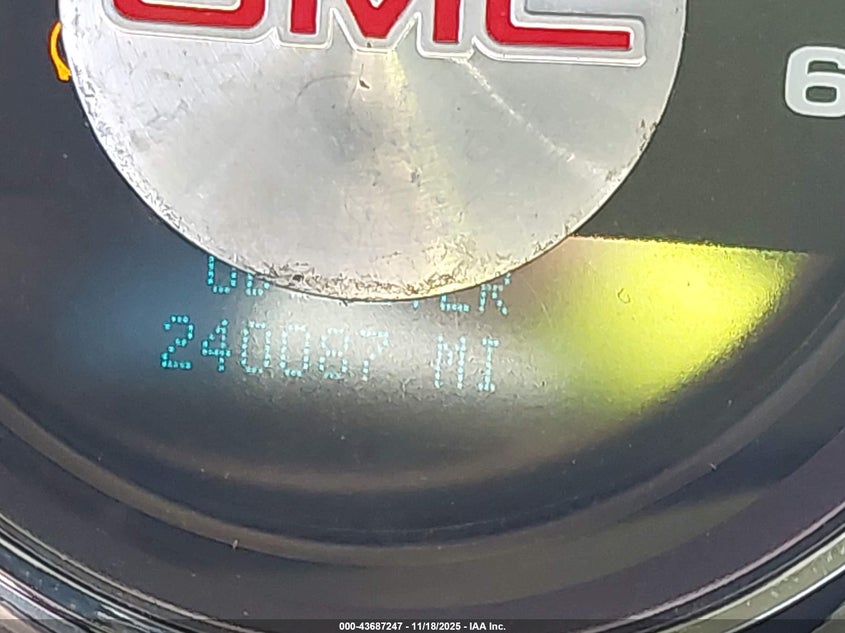 GMC
6
240087 MI
000-43687247 - 11/18/2025 - IAA Inc.